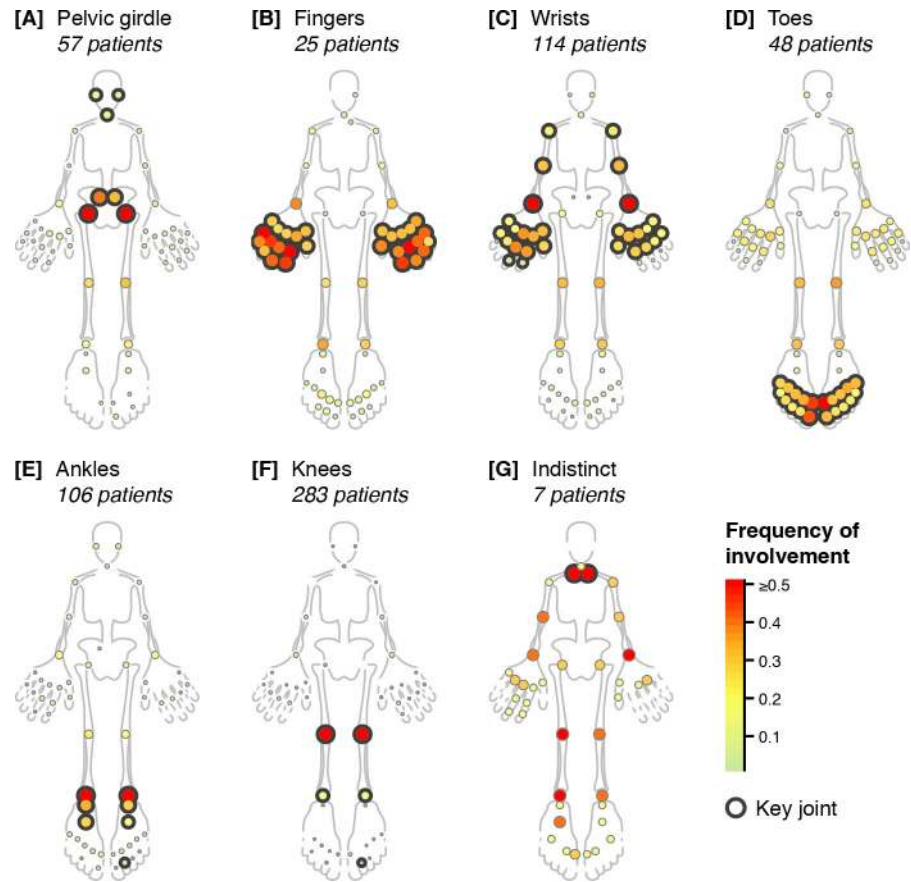 [A] Pelvic girdle
57 patients
[B] Fingers
25 patients
[C] Wrists
114 patients
[D] Toes
48 patients
[E] Ankles
106 patients
[F] Knees
283 patients
[G] Indistinct
7 patients
Frequency of
involvement
≥0.5
0.4
0.3
0.2
0.1
Key joint